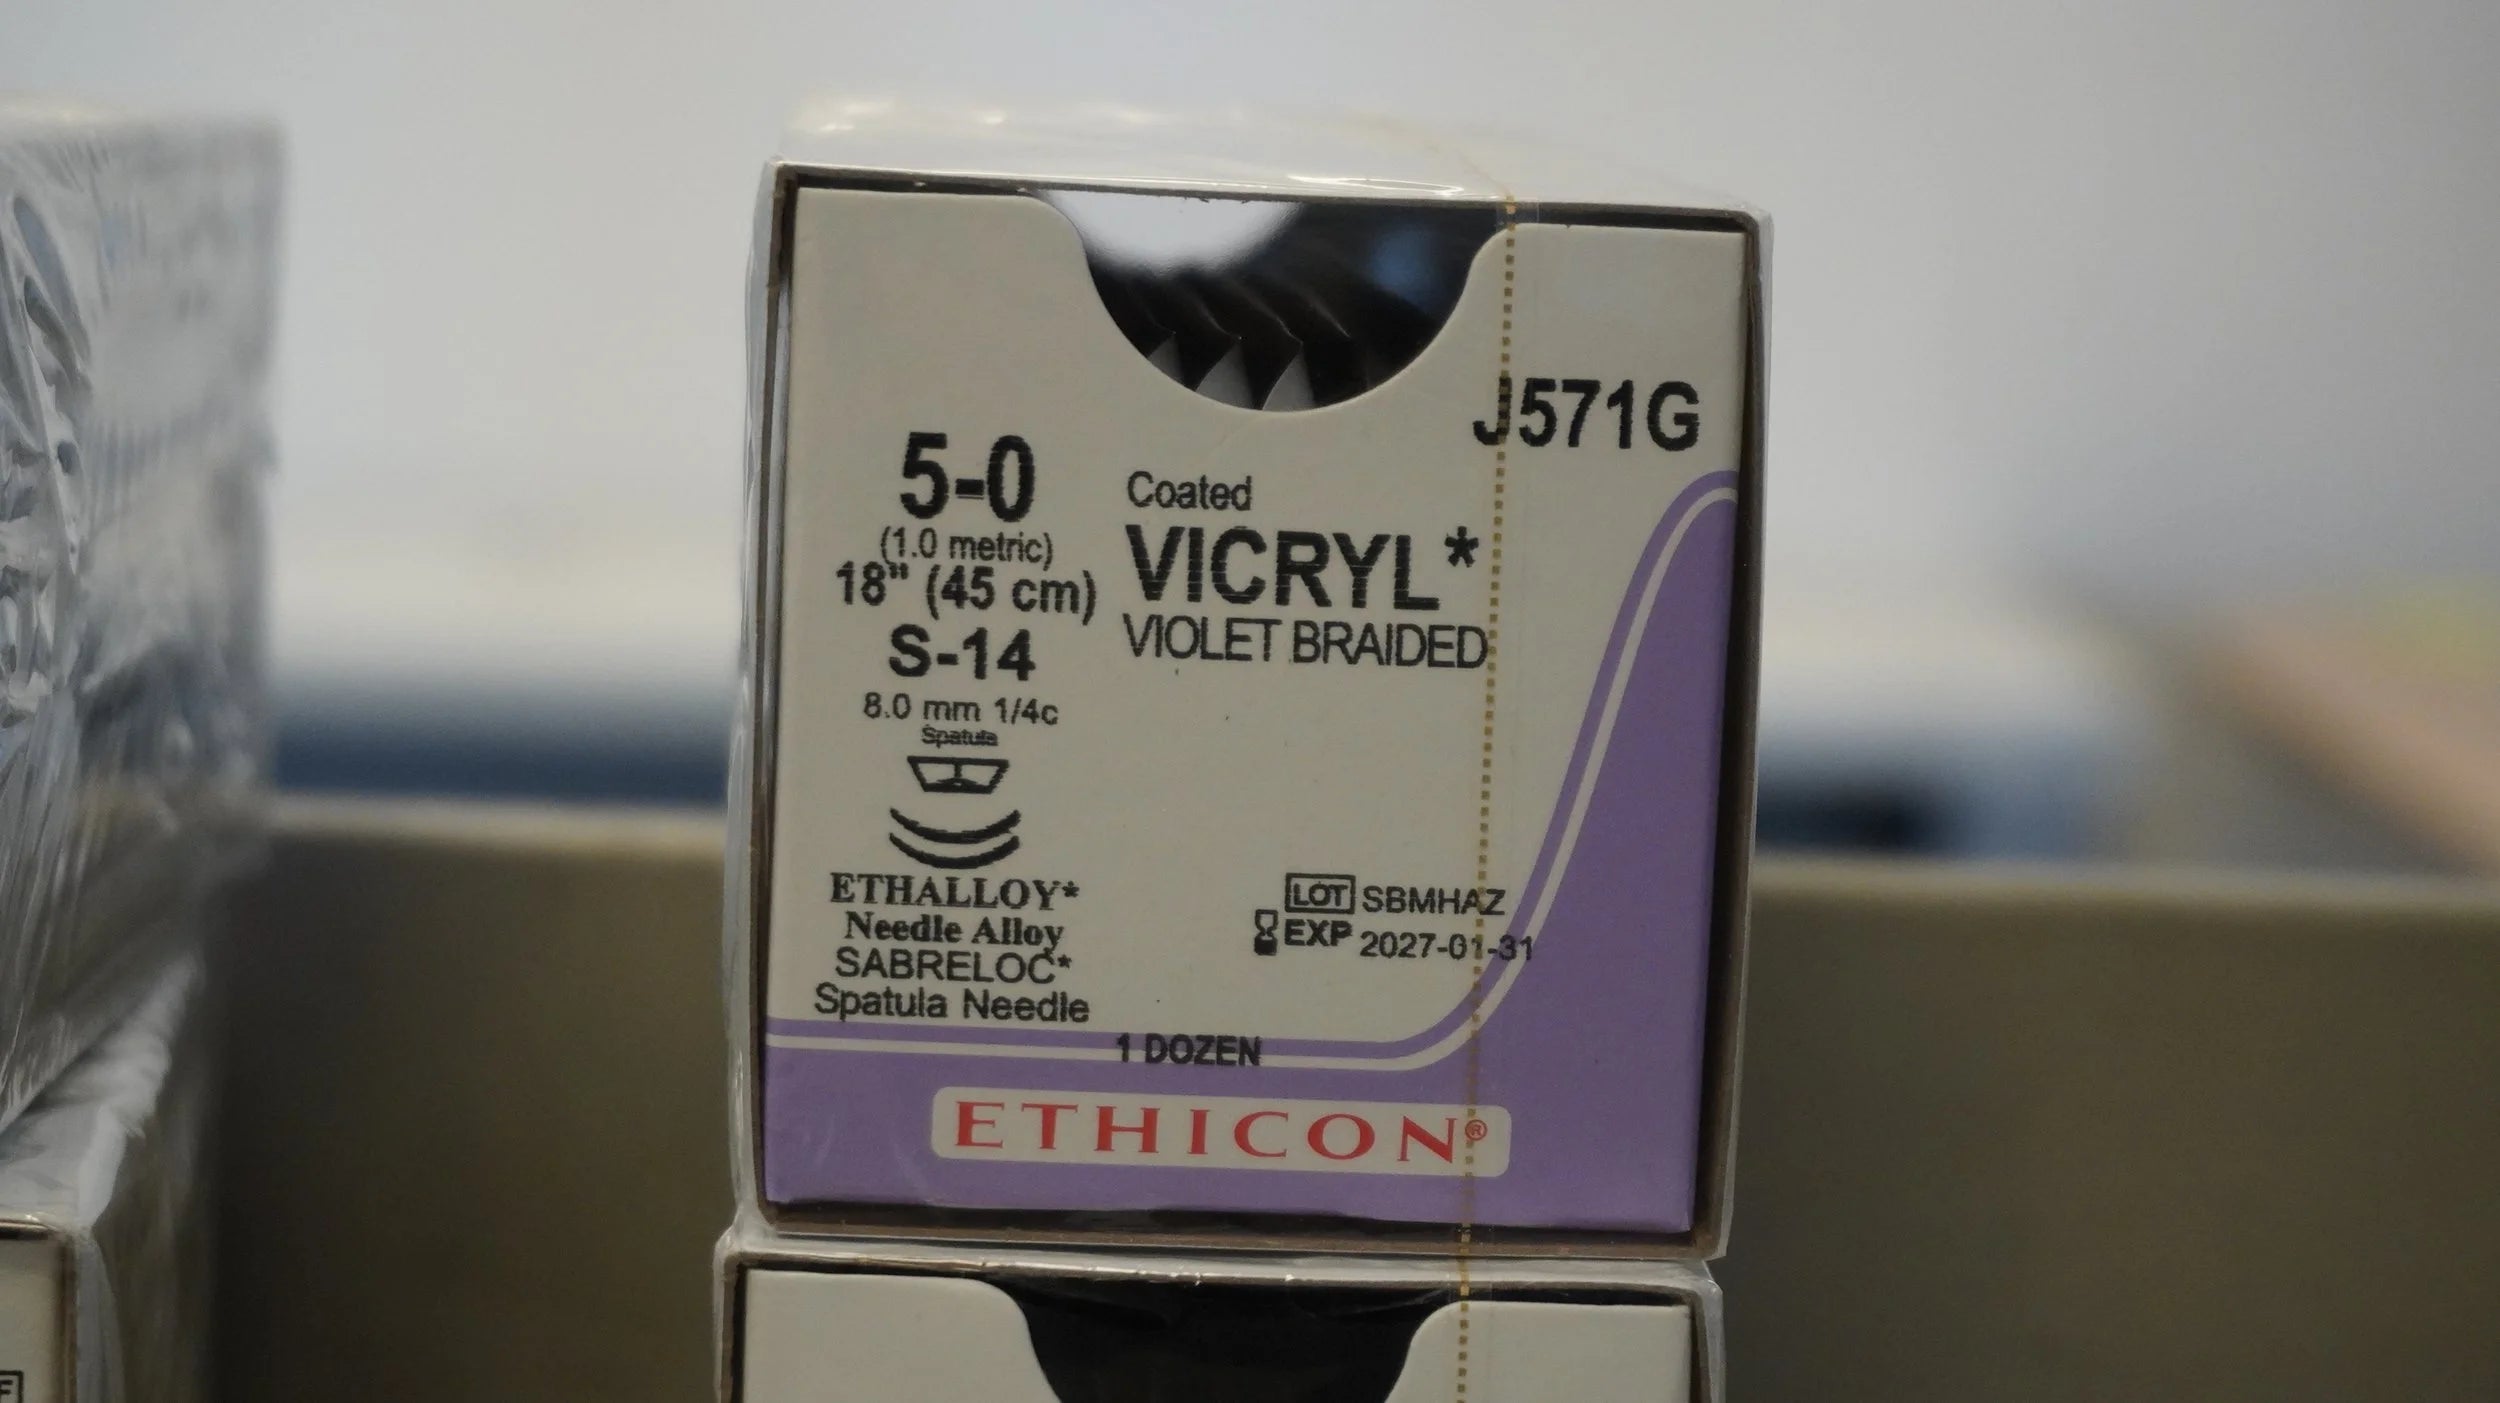 J571G
5-0
(1.0 metric)
18" (45 cm)
S-14
8.0 mm 1/4c
Spatula
Coated
VICRYL*
VIOLET BRAIDED
ETHALLOY*
Needle Alloy
SABRELOC*
Spatula Needle
LOT SBMHAZ
EXP 2027-01-31
1 DOZEN
ETHICON®